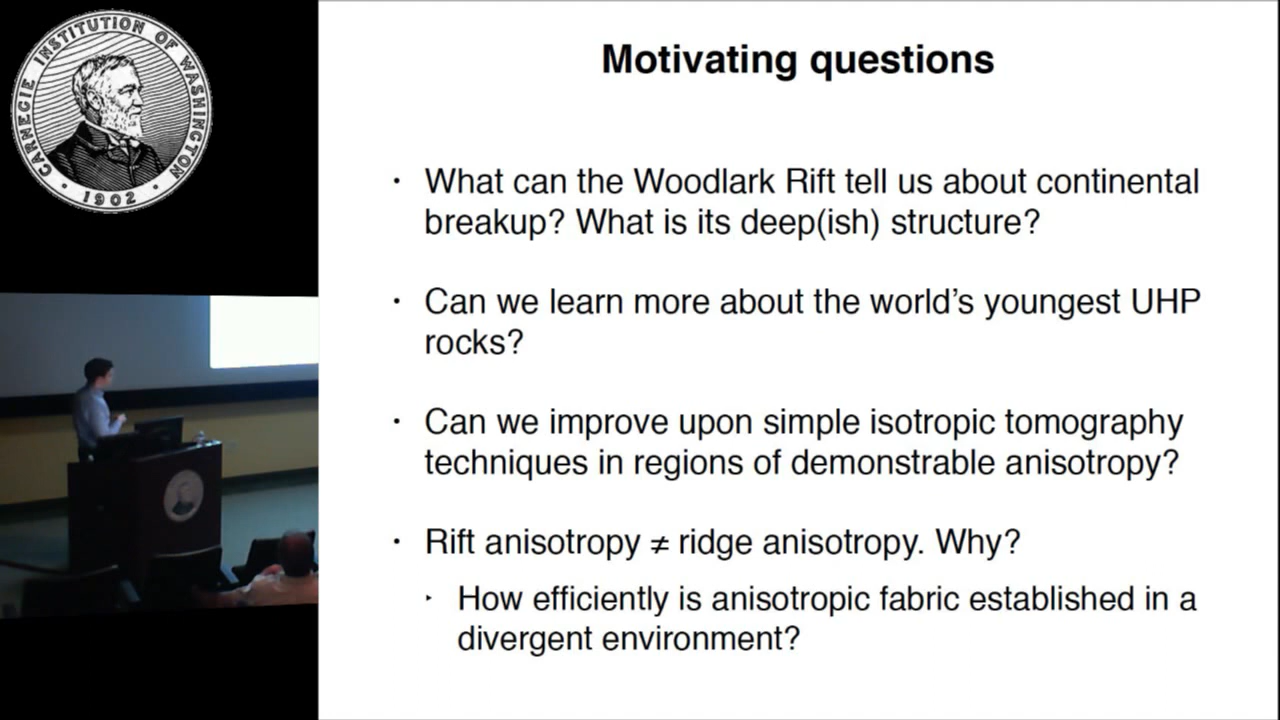 CARNEGIE INSTITUTION OF WASHINGTON
1902
Motivating questions
· What can the Woodlark Rift tell us about continental
breakup? What is its deep(ish) structure?
· Can we learn more about the world’s youngest UHP
rocks?
· Can we improve upon simple isotropic tomography
techniques in regions of demonstrable anisotropy?
· Rift anisotropy ≠ ridge anisotropy. Why?
‣ How efficiently is anisotropic fabric established in a
divergent environment?